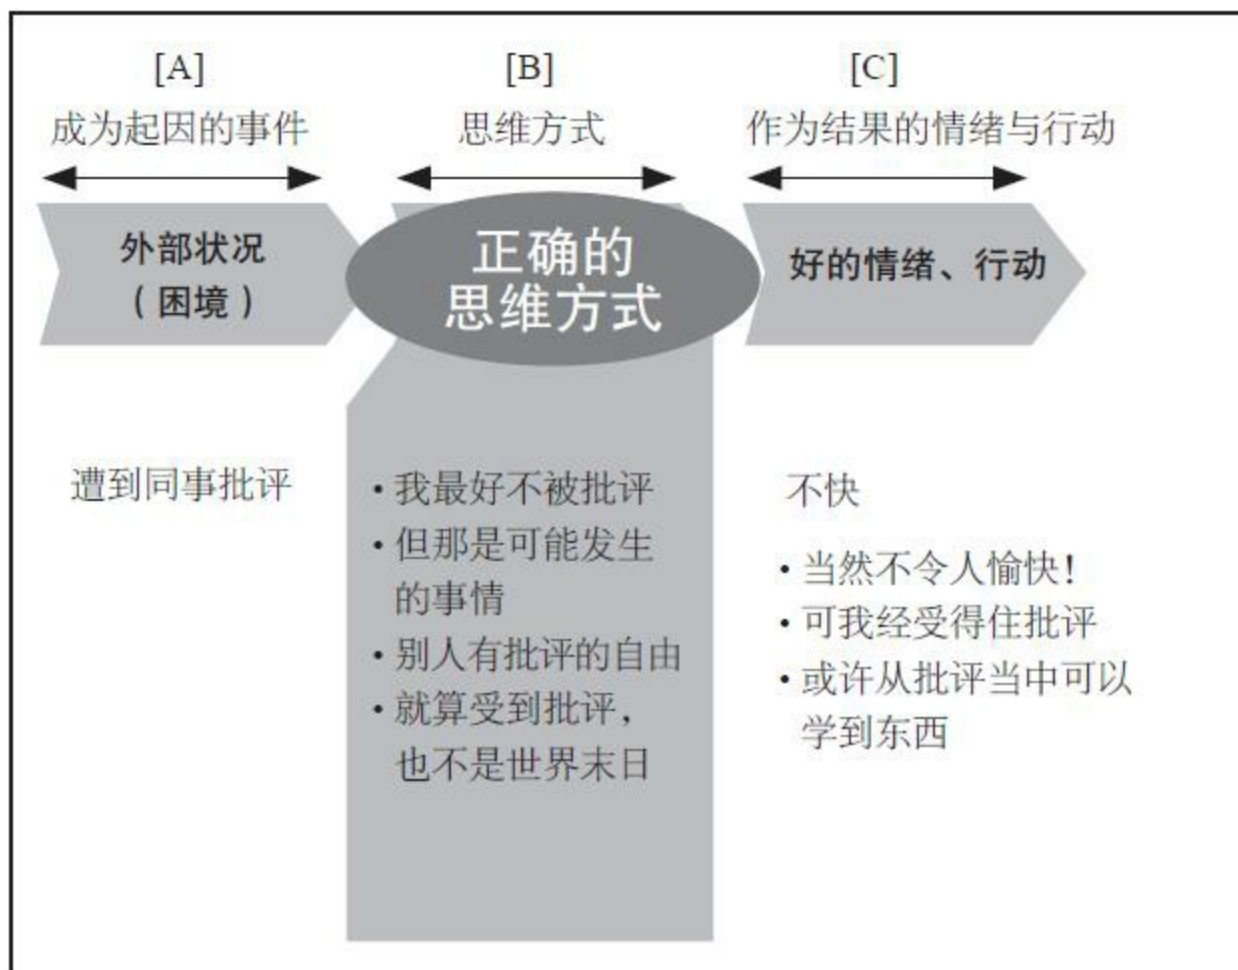 [A]
[B]
[C]
成为起因的事件
思维方式
作为结果的情绪与行动
外部状况
（困境）
正确的
思维方式
好的情绪、行动
遭到同事批评
·我最好不被批评
·但那是可能发生
的事情
·别人有批评的自由
·就算受到批评，
也不是世界末日
不快
·当然不令人愉快！
·可我经受得住批评
·或许从批评当中可以
学到东西